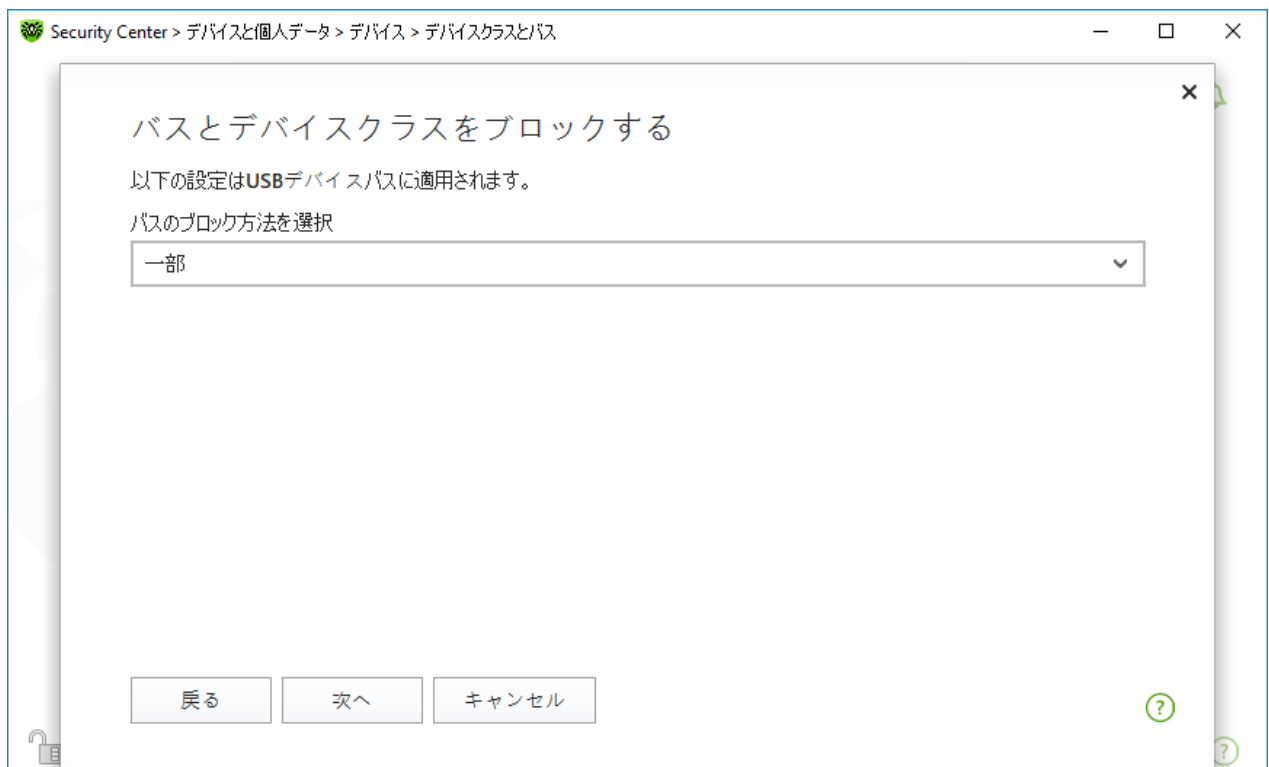 Security Center > デバイスと個人データ > デバイス > デバイスクラスとバス
バスとデバイスクラスをブロックする
以下の設定はUSBデバイスバスに適用されます。
バスのブロック方法を選択
一部
戻る 次へ キャンセル